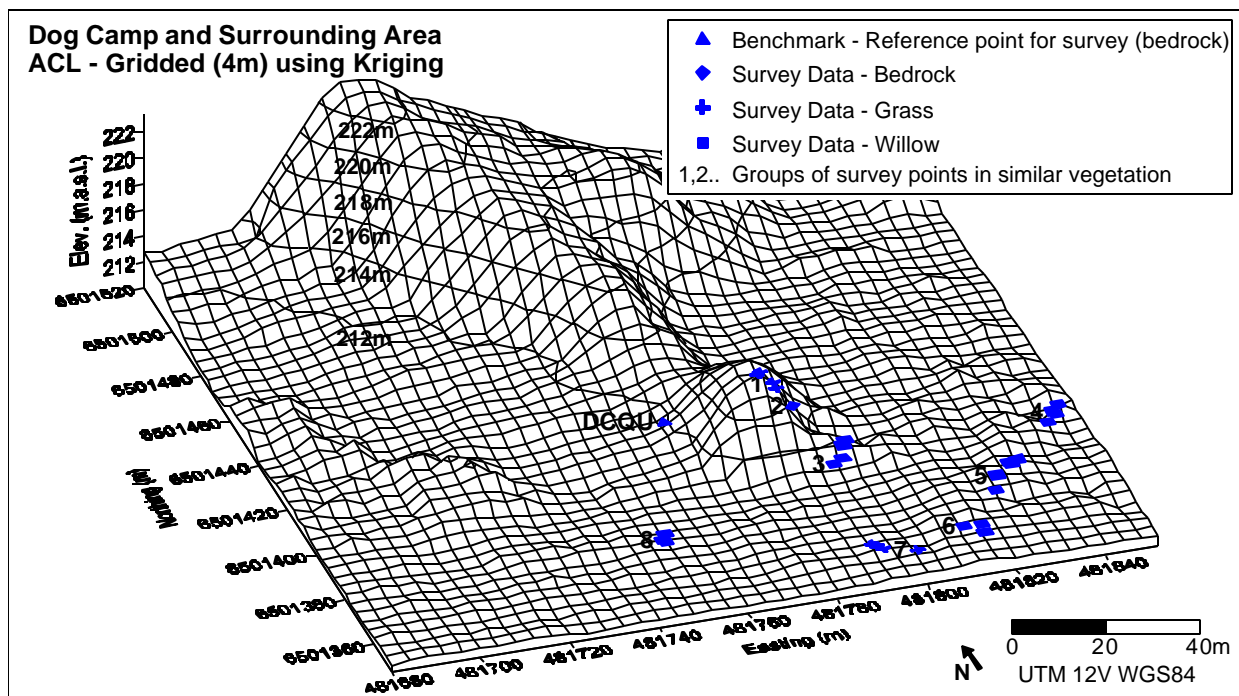 Dog Camp and Surrounding Area
ACL - Gridded (4m) using Kriging
Benchmark - Reference point for survey (bedrock)
Survey Data - Bedrock
Survey Data - Grass
Survey Data - Willow
1,2.. Groups of survey points in similar vegetation
222m
220m
218m
216m
214m
212m
Elev. (m.a.s.l.)
222
220
218
216
214
212
6501520
6501500
6501480
6501460
6501440
6501420
6501400
6501380
6501360
DCQU
1
2
3
4
5
6
7
8
481680
481700
481720
481740
481760
481780
481800
481820
481840
Easting (m)
0 20 40m
N
UTM 12V WGS84